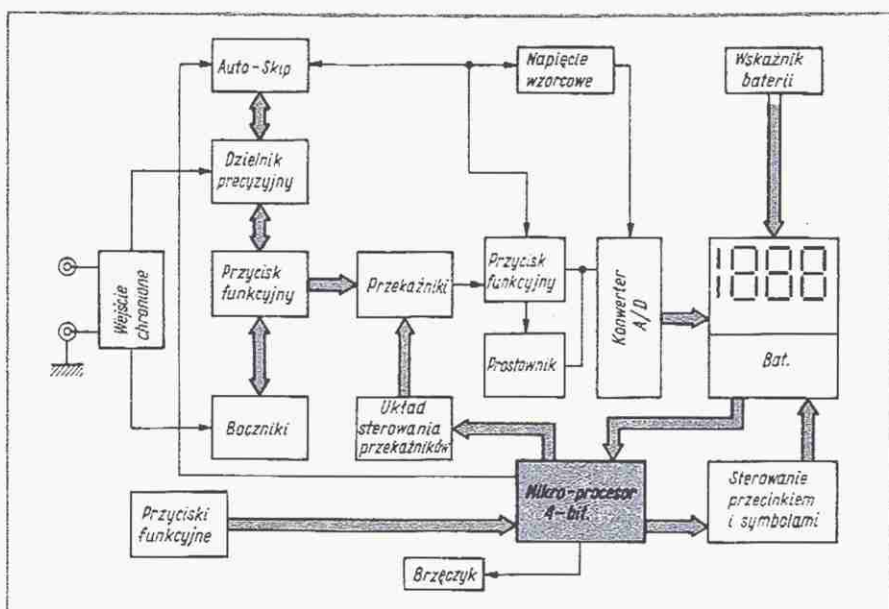 Auto-Skip
Napięcie
wzorcowe
Wskaźnik
baterii
Dzielnik
precyzyjny
Wejście
chronione
Przycisk
funkcyjny
Przekaźniki
Przycisk
funkcyjny
Konwerter
A/D
1888
Prostownik
Bat.
Boczniki
Układ
sterowania
przekaźników
Mikro-procesor
4-bit.
Sterowanie
przecinkiem
i symbolami
Przyciski
funkcyjne
Brzęczyk